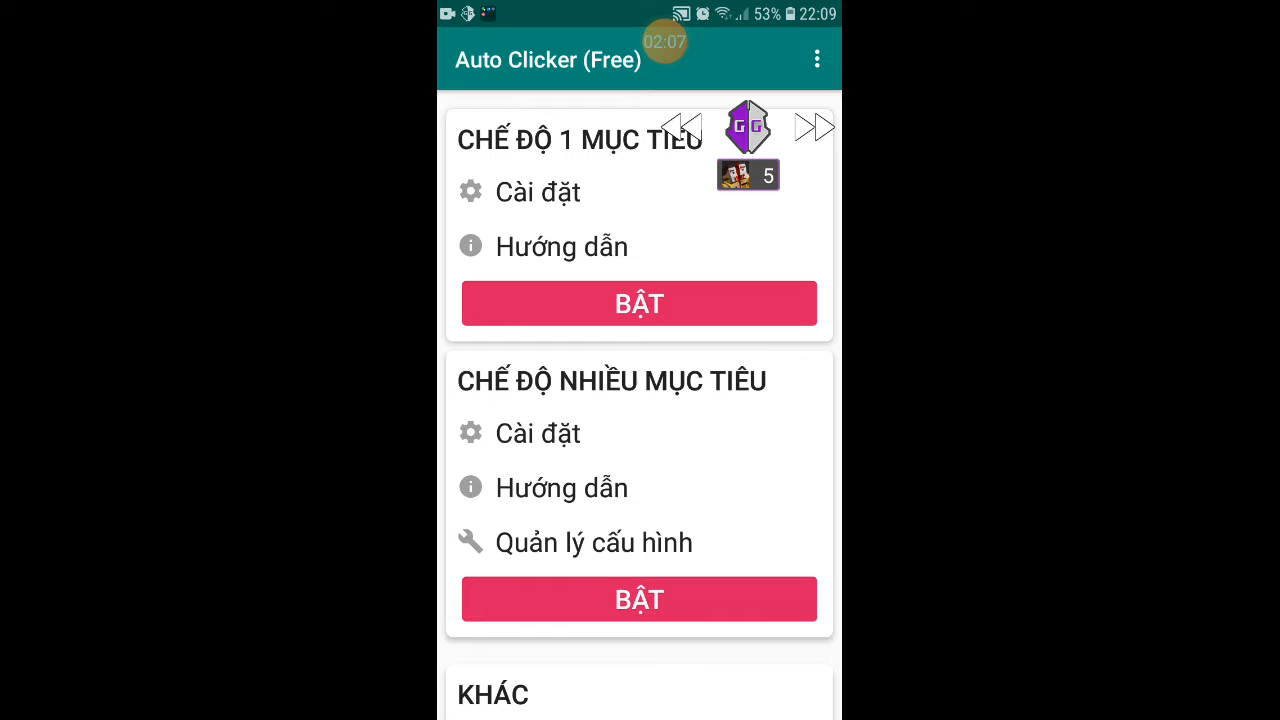 53% 22:09
02:07
Auto Clicker (Free)
CHẾ ĐỘ 1 MỤC TIÊU
GG
5
Cài đặt
Hướng dẫn
BẬT
CHẾ ĐỘ NHIỀU MỤC TIÊU
Cài đặt
Hướng dẫn
Quản lý cấu hình
BẬT
KHÁC